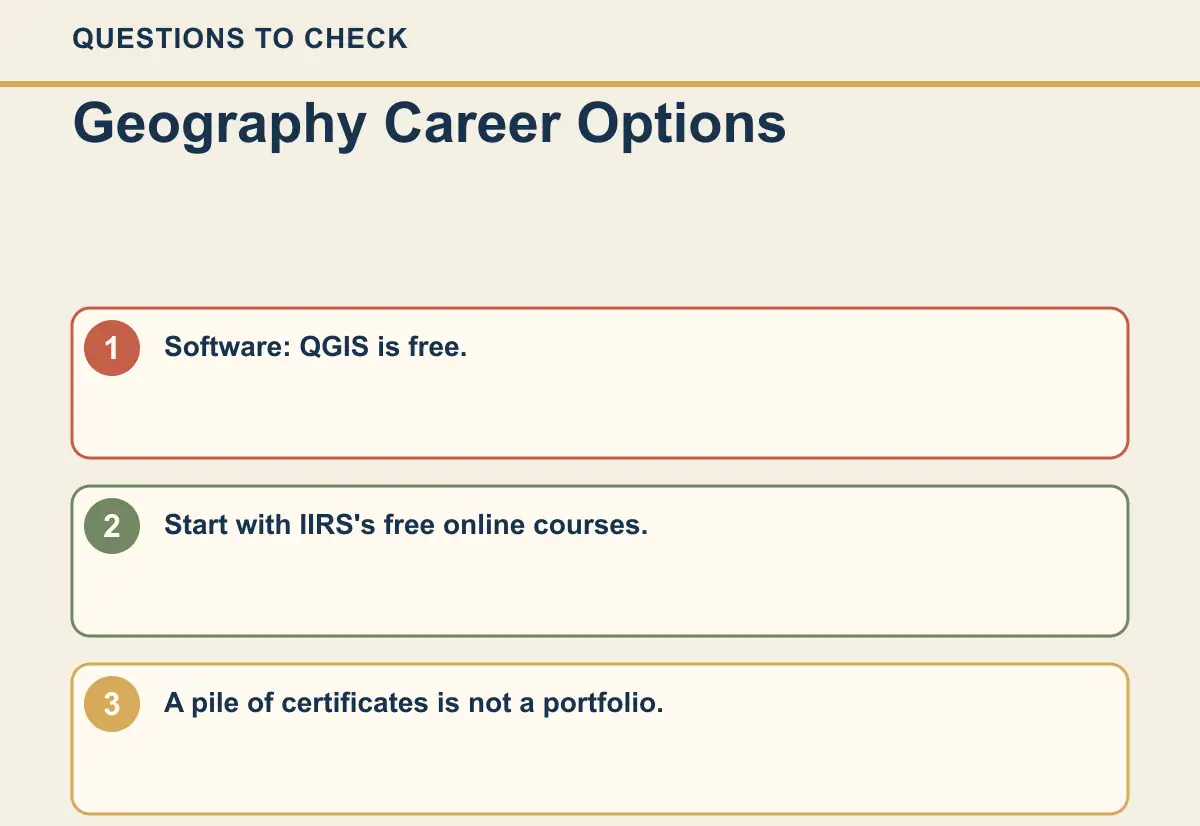 QUESTIONS TO CHECK
Geography Career Options
1 Software: QGIS is free.
2 Start with IIRS's free online courses.
3 A pile of certificates is not a portfolio.